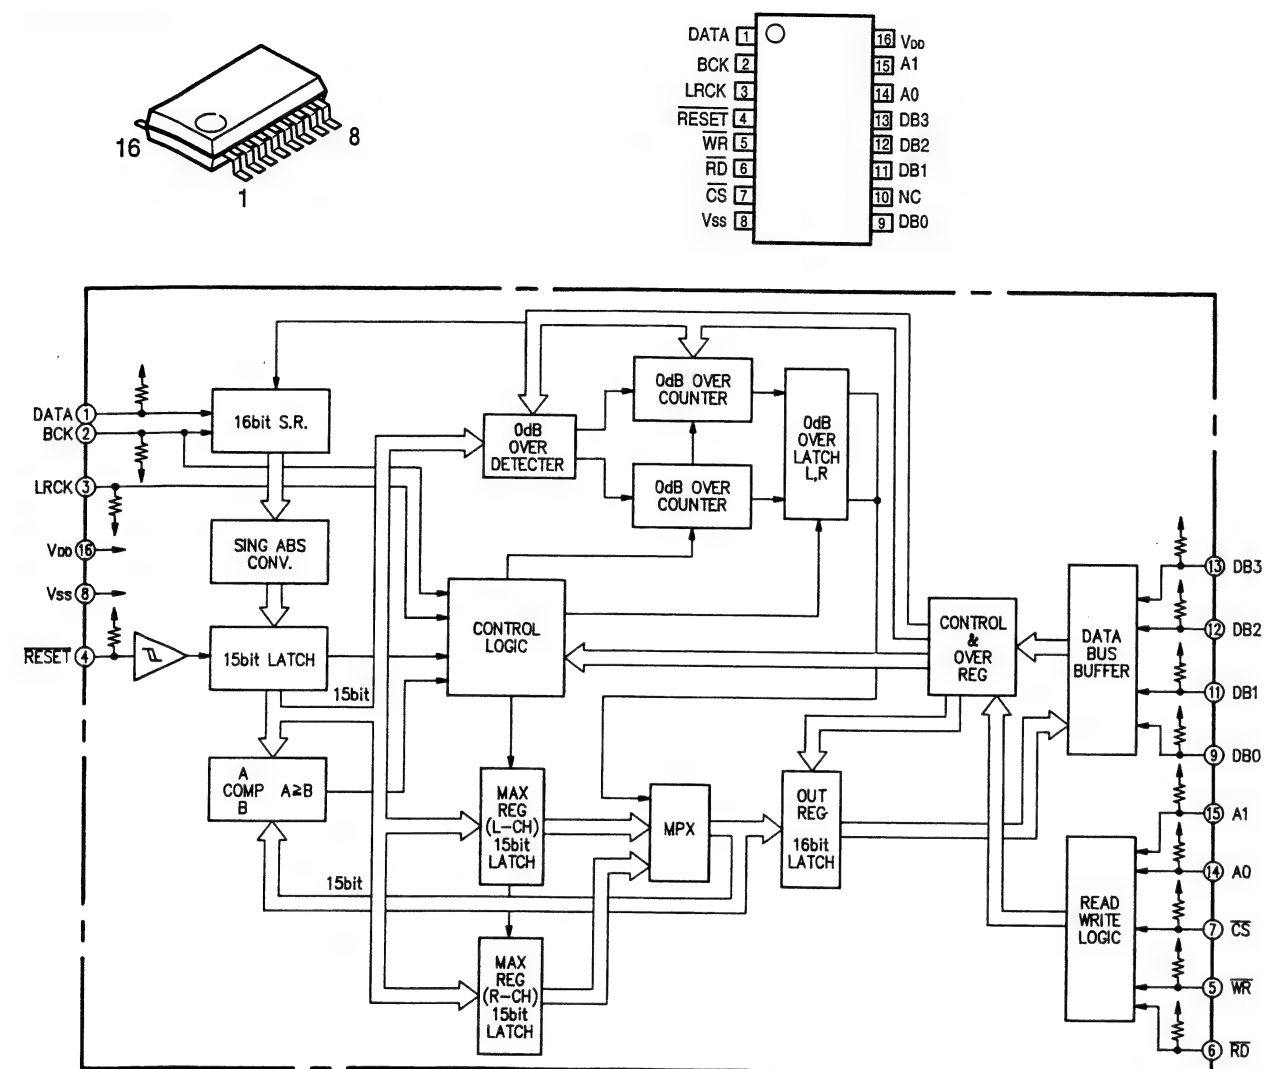 16
8
1
DATA 1
BCK 2
LRCK 3
RESET 4
WR 5
RD 6
CS 7
Vss 8
16 VDD
15 A1
14 A0
13 DB3
12 DB2
11 DB1
10 NC
9 DB0
DATA 1
BCK 2
LRCK 3
VDD 16
Vss 8
RESET 4
16bit S.R.
SING ABS
CONV.
15bit LATCH
15bit
A
COMP A≥B
B
15bit
0dB
OVER
DETECTER
0dB OVER
COUNTER
0dB OVER
COUNTER
0dB
OVER
LATCH
L,R
CONTROL
LOGIC
MAX
REG
(L-CH)
15bit
LATCH
MAX
REG
(R-CH)
15bit
LATCH
MPX
OUT
REG
16bit
LATCH
CONTROL
&
OVER
REG
DATA
BUS
BUFFER
READ
WRITE
LOGIC
13 DB3
12 DB2
11 DB1
9 DB0
15 A1
14 A0
7 CS
5 WR
6 RD